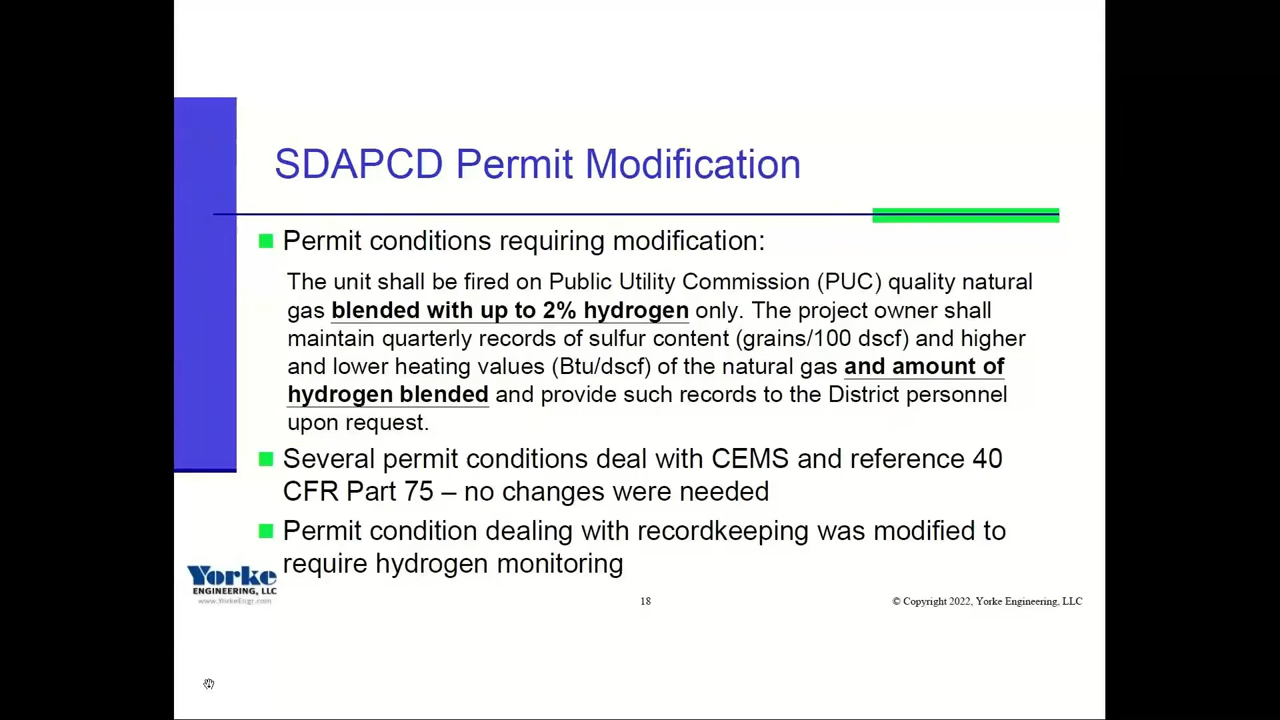 SDAPCD Permit Modification
Permit conditions requiring modification:
The unit shall be fired on Public Utility Commission (PUC) quality natural
gas blended with up to 2% hydrogen only. The project owner shall
maintain quarterly records of sulfur content (grains/100 dscf) and higher
and lower heating values (Btu/dscf) of the natural gas and amount of
hydrogen blended and provide such records to the District personnel
upon request.
Several permit conditions deal with CEMS and reference 40
CFR Part 75 – no changes were needed
Permit condition dealing with recordkeeping was modified to
require hydrogen monitoring
Yorke
ENGINEERING, LLC
www.YorkeEngr.com
18
© Copyright 2022, Yorke Engineering, LLC